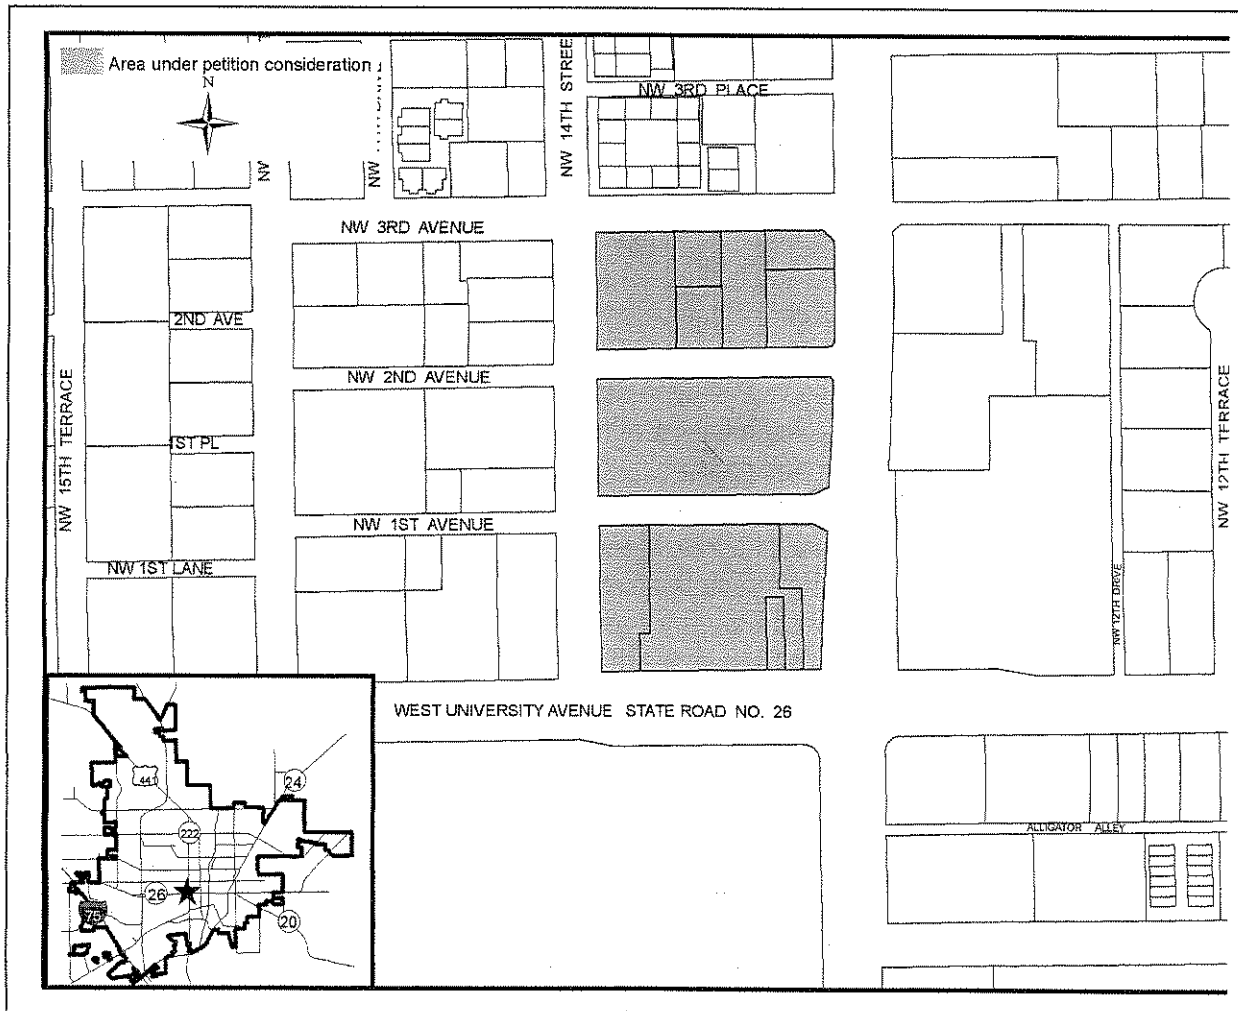 Area under petition consideration
N
NW
NW
NW 14TH STREE
NW 3RD PLACE
NW 3RD AVENUE
2ND AVE
NW 2ND AVENUE
NW 15TH TERRACE
1ST PL
NW 1ST AVENUE
NW 1ST LANE
NW 12TH DRIVE
NW 12TH TERRACE
WEST UNIVERSITY AVENUE STATE ROAD NO. 26
ALLIGATOR ALLEY
441
24
222
26
75
20